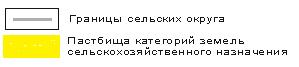 Границы сельских округа
Пастбища категорий земель
сельскохозяйственного назначения